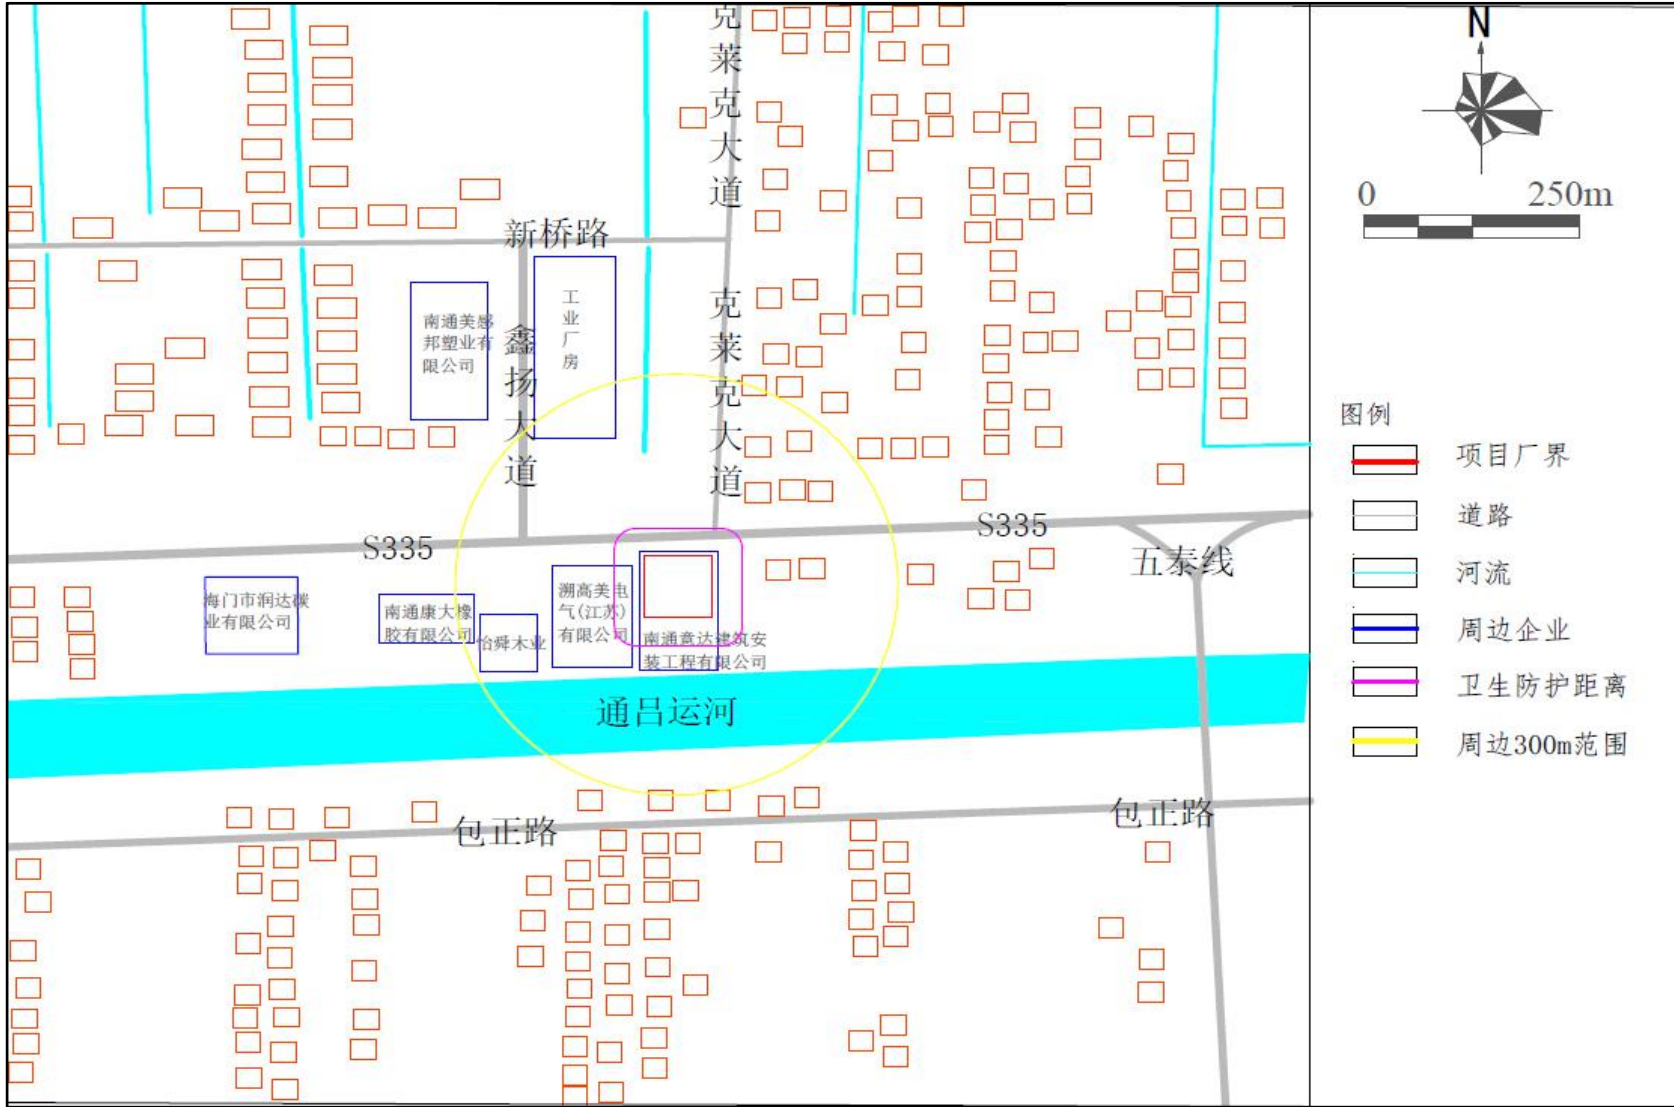 克莱克大道
N
0 250m
新桥路
工业厂房
南通美感
邦塑业有
限公司
鑫扬大道
克莱克大道
图例
项目厂界
道路
河流
周边企业
卫生防护距离
周边300m范围
S335
S335
五泰线
海门市润达碳
业有限公司
南通康大橡
胶有限公司
怡舜木业
溯高美电
气(江苏)
有限公司
南通意达建筑安
装工程有限公司
通吕运河
包正路
包正路